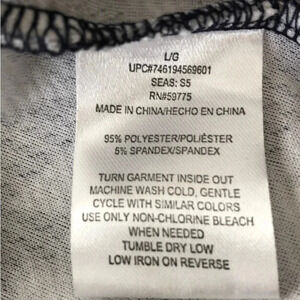 L/G
UPC#746194569601
SEAS: S5
RN#59775
MADE IN CHINA/HECHO EN CHINA
95% POLYESTER/POLIÉSTER
5% SPANDEX/SPANDEX
TURN GARMENT INSIDE OUT
MACHINE WASH COLD, GENTLE
CYCLE WITH SIMILAR COLORS
USE ONLY NON-CHLORINE BLEACH
WHEN NEEDED
TUMBLE DRY LOW
LOW IRON ON REVERSE